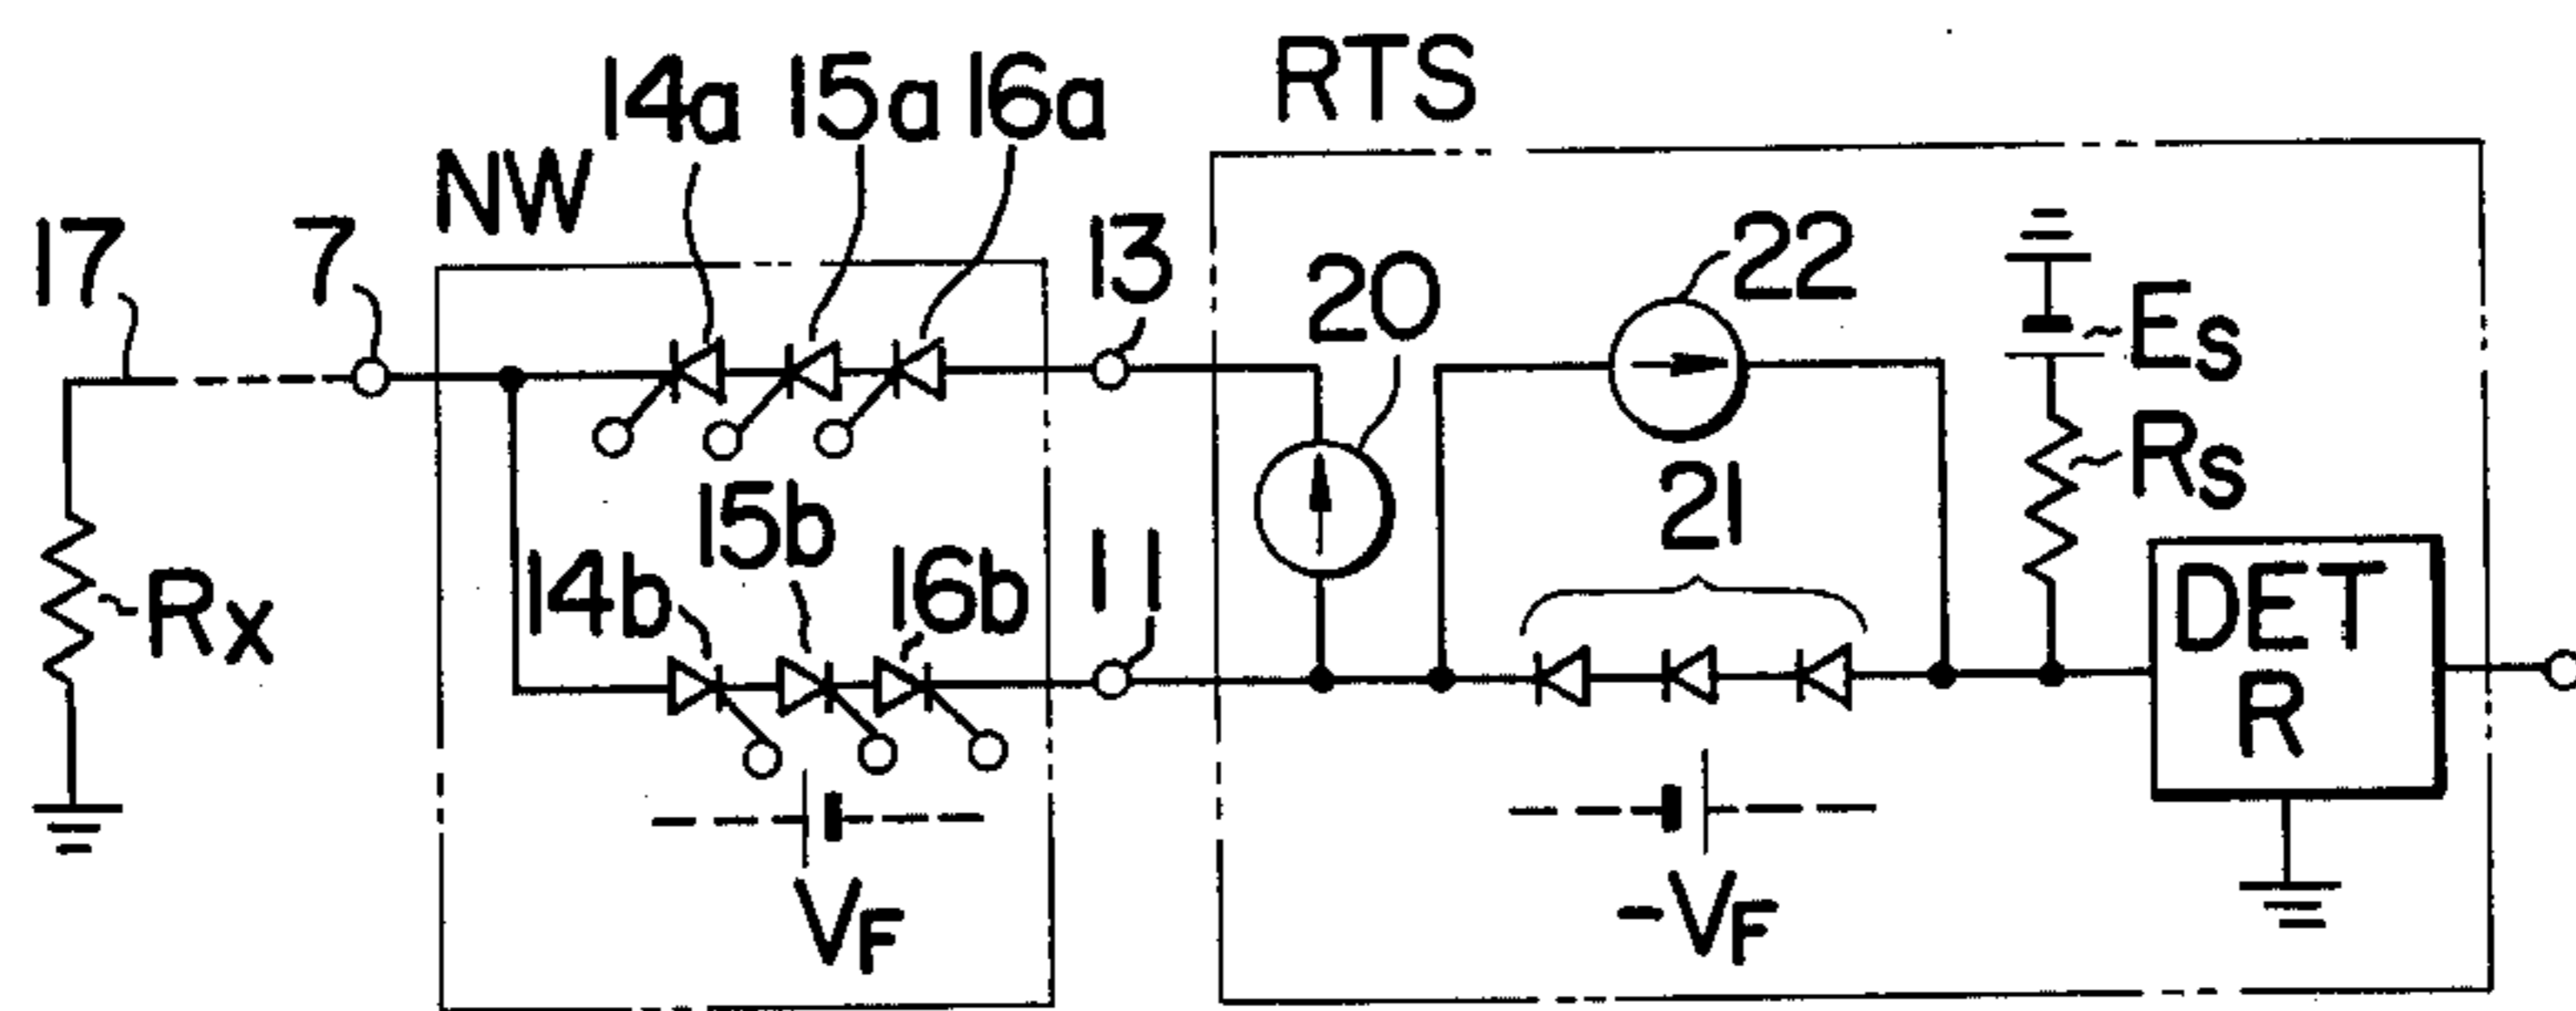 RTS
14a 15a 16a
NW
17 7 13 20 22
Es
Rs
15b 21
14b 16b 11
Rx
DET
R
VF -VF